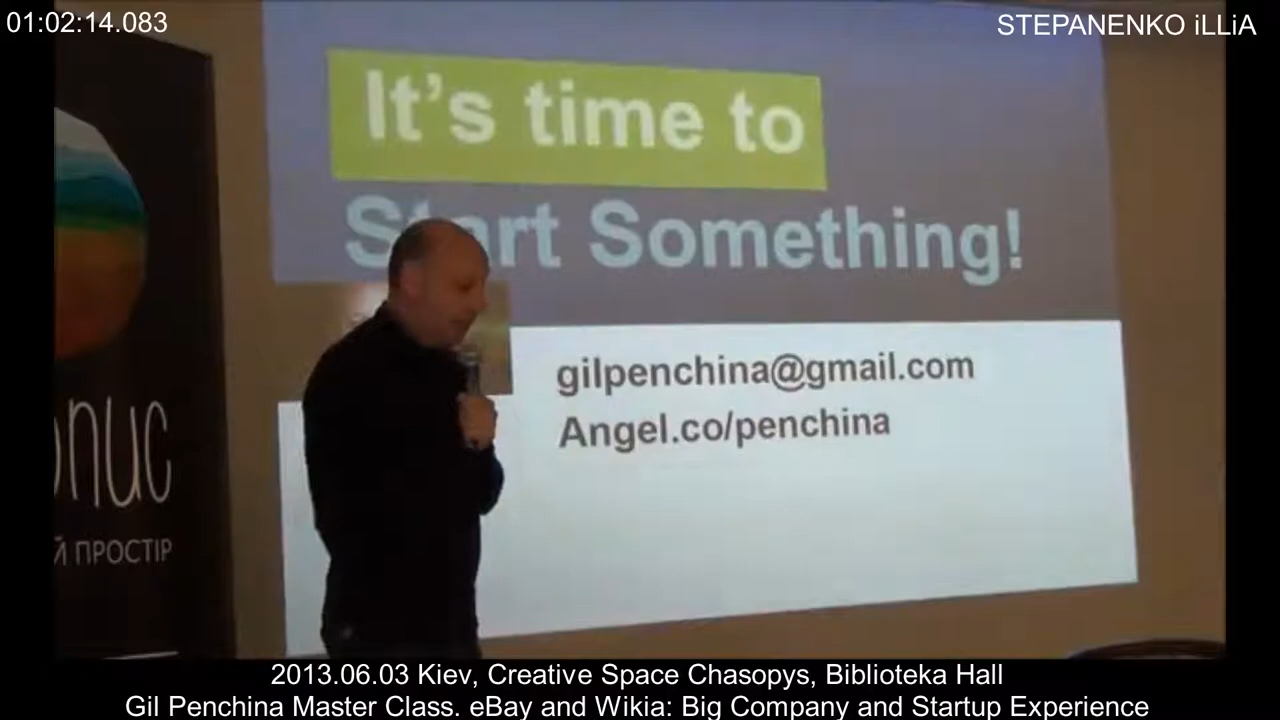 01:02:14.083
STEPANENKO iLLiA
It's time to
Start Something!
gilpenchina@gmail.com
Angel.co/penchina
ПРОСТІР
2013.06.03 Kiev, Creative Space Chasopys, Biblioteka Hall
Gil Penchina Master Class. eBay and Wikia: Big Company and Startup Experience